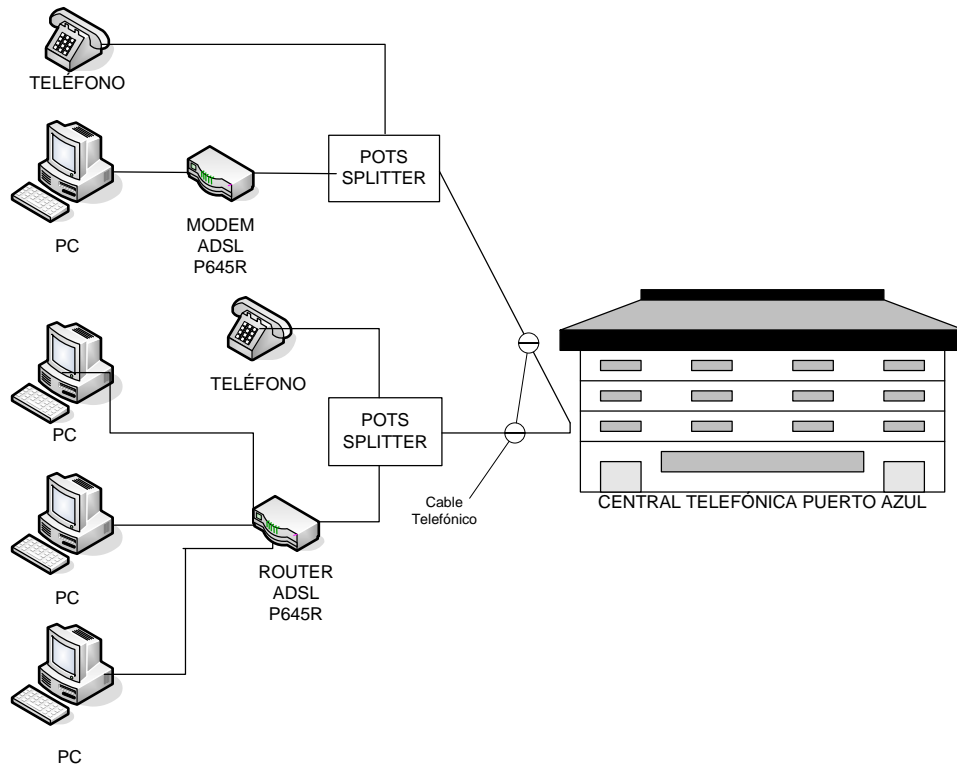 TELÉFONO
POTS
SPLITTER
PC
MODEM
ADSL
P645R
TELÉFONO
PC
POTS
SPLITTER
Cable
Telefónico
CENTRAL TELEFÓNICA PUERTO AZUL
PC
ROUTER
ADSL
P645R
PC